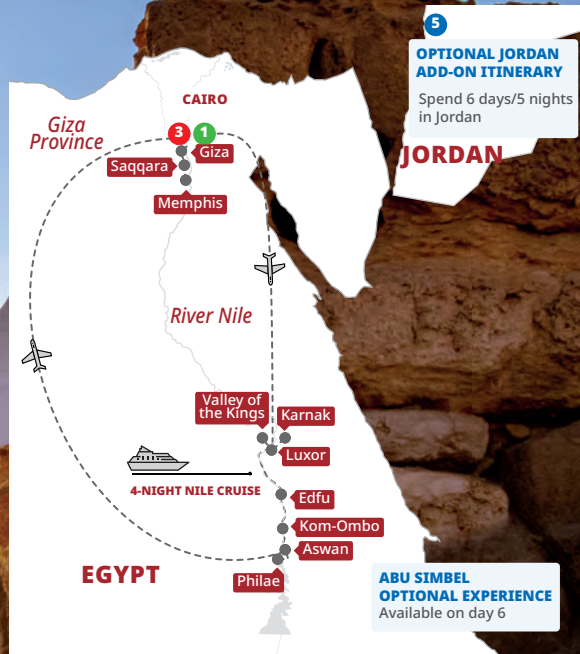 5
OPTIONAL JORDAN
ADD-ON ITINERARY
Spend 6 days/5 nights
in Jordan
JORDAN
CAIRO
Giza
Province
3
1
Giza
Saqqara
Memphis
River Nile
Valley of
the Kings
Karnak
Luxor
4-NIGHT NILE CRUISE
Edfu
Kom-Ombo
Aswan
EGYPT
Philae
ABU SIMBEL
OPTIONAL EXPERIENCE
Available on day 6